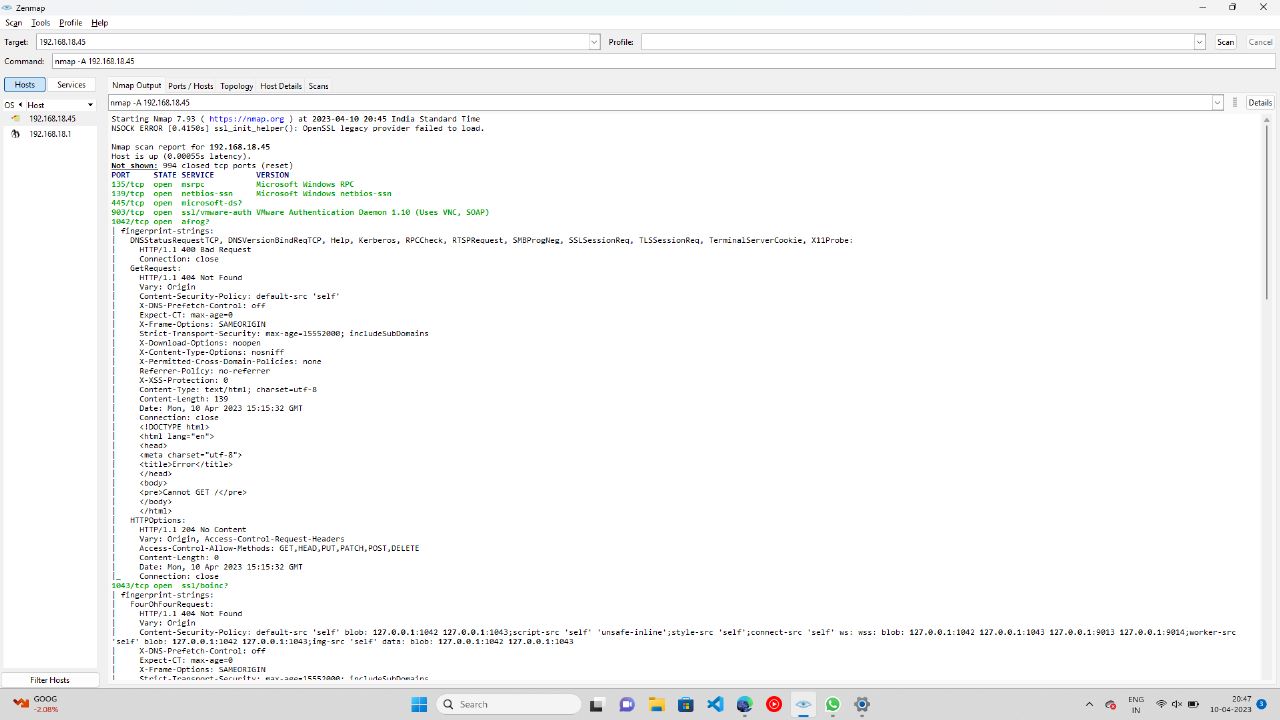 Zenmap
Scan Tools Profile Help
Target: 192.168.18.45 Profile: Scan Cancel
Command: nmap -A 192.168.18.45
Hosts Services Nmap Output Ports / Hosts Topology Host Details Scans
OS Host nmap -A 192.168.18.45 Details
192.168.18.45
192.168.18.1
Starting Nmap 7.93 ( https://nmap.org ) at 2023-04-10 20:45 India Standard Time
NSOCK ERROR [0.4150s] ssl_init_helper(): OpenSSL legacy provider failed to load.
Nmap scan report for 192.168.18.45
Host is up (0.00055s latency).
Not shown: 994 closed tcp ports (reset)
PORT STATE SERVICE VERSION
135/tcp open msrpc Microsoft Windows RPC
139/tcp open netbios-ssn Microsoft Windows netbios-ssn
445/tcp open microsoft-ds?
903/tcp open ssl/vmware-auth VMware Authentication Daemon 1.10 (Uses VNC, SOAP)
1042/tcp open afrog?
| fingerprint-strings:
| DNSStatusRequestTCP, DNSVersionBindReqTCP, Help, Kerberos, RPCCheck, RTSPRequest, SMBProgNeg, SSLSessionReq, TLSSessionReq, TerminalServerCookie, X11Probe:
| HTTP/1.1 400 Bad Request
| Connection: close
| GetRequest:
| HTTP/1.1 404 Not Found
| Vary: Origin
| Content-Security-Policy: default-src 'self'
| X-DNS-Prefetch-Control: off
| Expect-CT: max-age=0
| X-Frame-Options: SAMEORIGIN
| Strict-Transport-Security: max-age=15552000; includeSubDomains
| X-Download-Options: noopen
| X-Content-Type-Options: nosniff
| X-Permitted-Cross-Domain-Policies: none
| Referrer-Policy: no-referrer
| X-XSS-Protection: 0
| Content-Type: text/html; charset=utf-8
| Content-Length: 139
| Date: Mon, 10 Apr 2023 15:15:32 GMT
| Connection: close
| <!DOCTYPE html>
| <html lang="en">
| <head>
| <meta charset="utf-8">
| <title>Error</title>
| </head>
| <body>
| <pre>Cannot GET /</pre>
| </body>
| </html>
| HTTPOptions:
| HTTP/1.1 204 No Content
| Vary: Origin, Access-Control-Request-Headers
| Access-Control-Allow-Methods: GET,HEAD,PUT,PATCH,POST,DELETE
| Content-Length: 0
| Date: Mon, 10 Apr 2023 15:15:32 GMT
|_ Connection: close
1043/tcp open ssl/boinc?
| fingerprint-strings:
| FourOhFourRequest:
| HTTP/1.1 404 Not Found
| Vary: Origin
| Content-Security-Policy: default-src 'self' blob: 127.0.0.1:1042 127.0.0.1:1043;script-src 'self' 'unsafe-inline';style-src 'self';connect-src 'self' ws: wss: blob: 127.0.0.1:1042 127.0.0.1:1043 127.0.0.1:9013 127.0.0.1:9014;worker-src
'self' blob: 127.0.0.1:1042 127.0.0.1:1043;img-src 'self' data: blob: 127.0.0.1:1042 127.0.0.1:1043
| X-DNS-Prefetch-Control: off
| Expect-CT: max-age=0
| X-Frame-Options: SAMEORIGIN
| Strict-Transport-Security: max-age=15552000; includeSubDomains
Filter Hosts
GOOG
-2.08%
Search
ENG
IN
20:47
10-04-2023
3